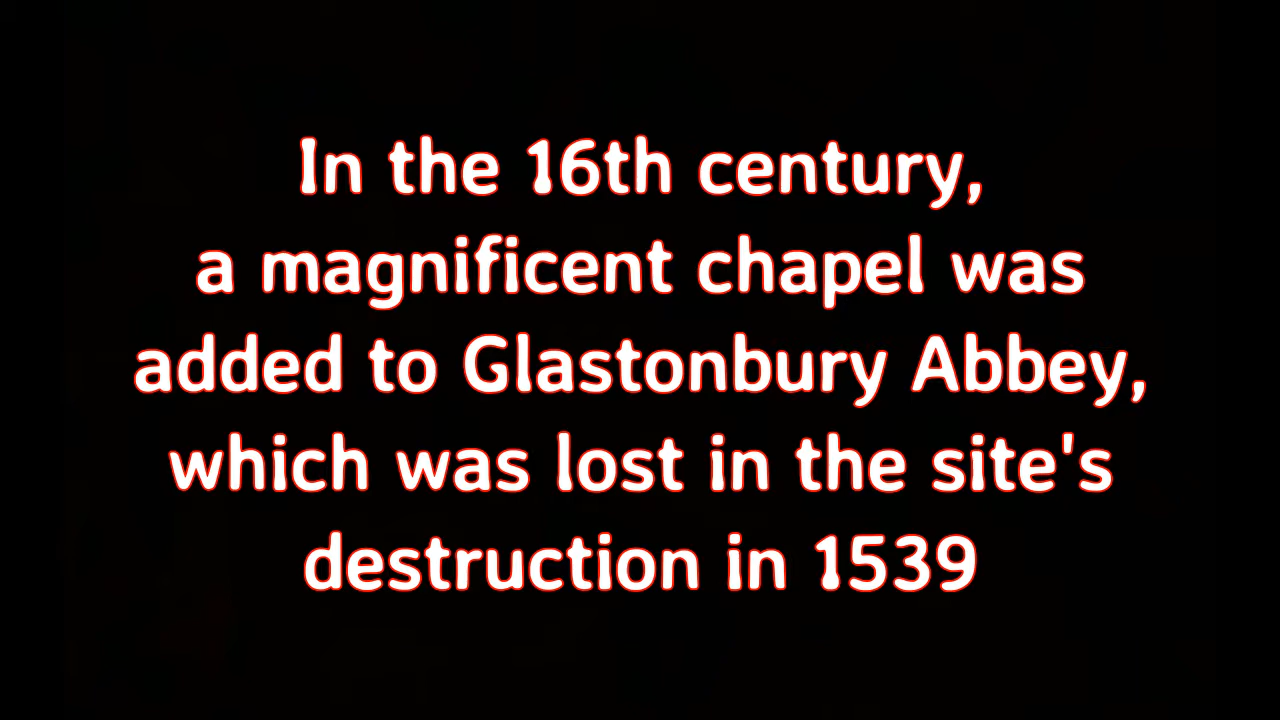 In the 16th century,
a magnificent chapel was
added to Glastonbury Abbey,
which was lost in the site's
destruction in 1539